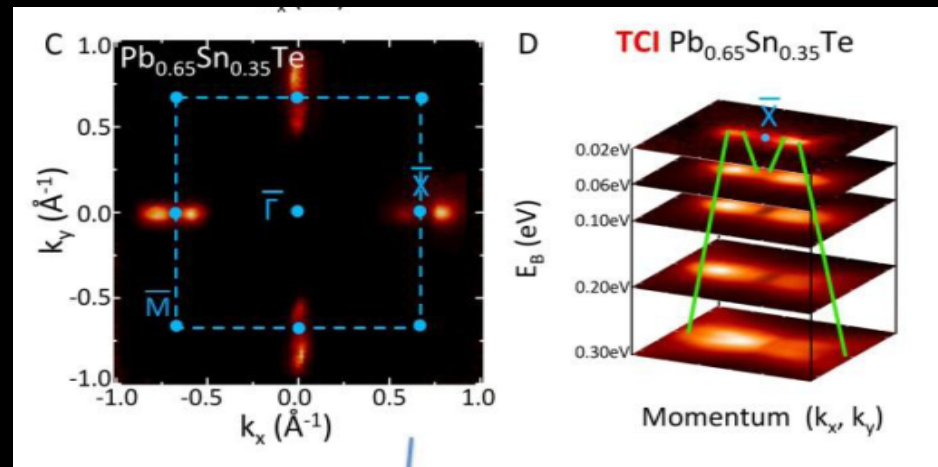 C
Pb0.65Sn0.35Te
1.0
0.5
0.0
-0.5
-1.0
ky (Å-1)
Γ
X
M
-1.0 -0.5 0.0 0.5 1.0
kx (Å-1)
D
TCI Pb0.65Sn0.35Te
X
0.02eV
0.06eV
0.10eV
0.20eV
0.30eV
EB (eV)
Momentum (kx, ky)